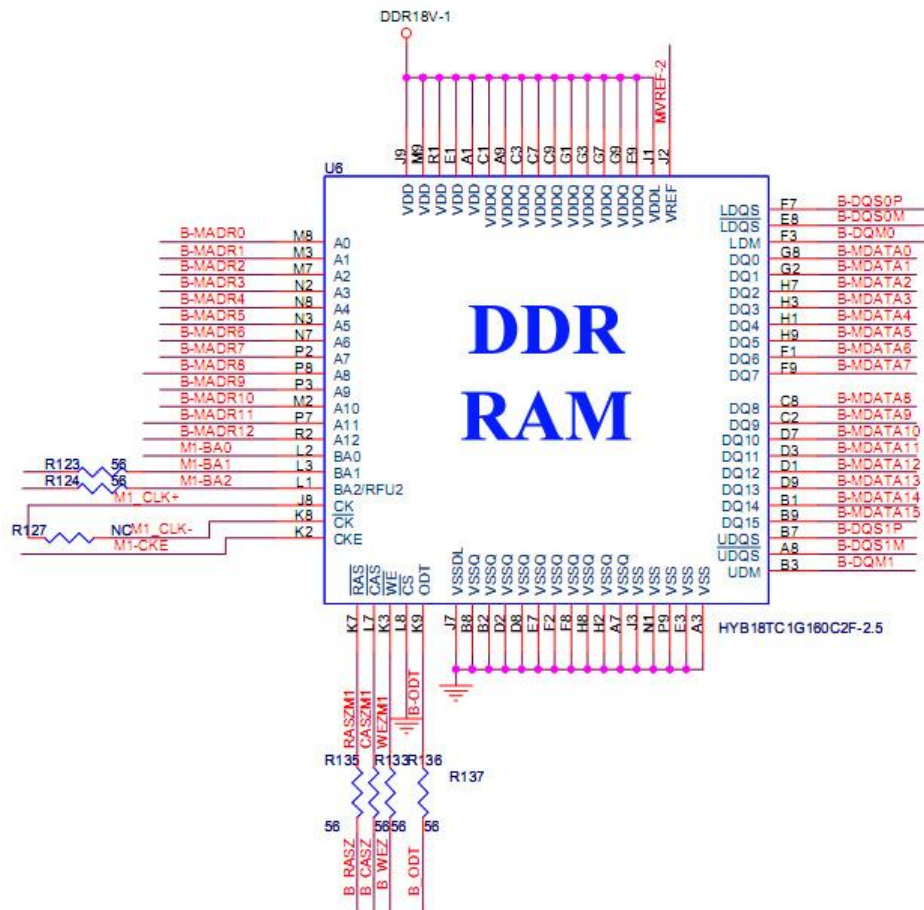 DDR18V-1
MVREF-2
U6
J9 M9 R1 E1 A1 C1 A9 C3 C7 C9 G1 G3 G7 G9 E9 J1 J2
VDD VDD VDD VDD VDD VDDQ VDDQ VDDQ VDDQ VDDQ VDDQ VDDQ VDDQ VDDQ VDDQ VDDL VREF
B-MADR0 M8 A0
B-MADR1 M3 A1
B-MADR2 M7 A2
B-MADR3 N2 A3
B-MADR4 N8 A4
B-MADR5 N3 A5
B-MADR6 N7 A6
B-MADR7 P2 A7
B-MADR8 P8 A8
B-MADR9 P3 A9
B-MADR10 M2 A10
B-MADR11 P7 A11
B-MADR12 R2 A12
M1-BA0 L2 BA0
R123 56 M1-BA1 L3 BA1
R124 56 M1-BA2 L1 BA2/RFU2
M1_CLK+ J8 CK
R127 NC M1_CLK- K8 CK
M1-CKE K2 CKE
DDR
RAM
LDQS F7 B-DQS0P
LDQS E8 B-DQS0M
LDM F3 B-DQM0
DQ0 G8 B-MDATA0
DQ1 G2 B-MDATA1
DQ2 H7 B-MDATA2
DQ3 H3 B-MDATA3
DQ4 H1 B-MDATA4
DQ5 H9 B-MDATA5
DQ6 F1 B-MDATA6
DQ7 F9 B-MDATA7
DQ8 C8 B-MDATA8
DQ9 C2 B-MDATA9
DQ10 D7 B-MDATA10
DQ11 D3 B-MDATA11
DQ12 D1 B-MDATA12
DQ13 D9 B-MDATA13
DQ14 B1 B-MDATA14
DQ15 B9 B-MDATA15
UDQS B7 B-DQS1P
UDQS A8 B-DQS1M
UDM B3 B-DQM1
RAS CAS WE CS ODT
VSSDL VSSQ VSSQ VSSQ VSSQ VSSQ VSSQ VSSQ VSSQ VSSQ VSSQ VSS VSS VSS VSS VSS
K7 L7 K3 L8 K9
J7 B8 B2 D2 D8 E7 F2 F8 H8 H2 A7 J3 N1 P9 E3 A3
HYB18TC1G160C2F-2.5
RASZM1 CASZM1 WEZM1 B-ODT
R135 R133 R136 R137
56 56 56 56
B_RASZ B_CASZ B_WEZ B_ODT